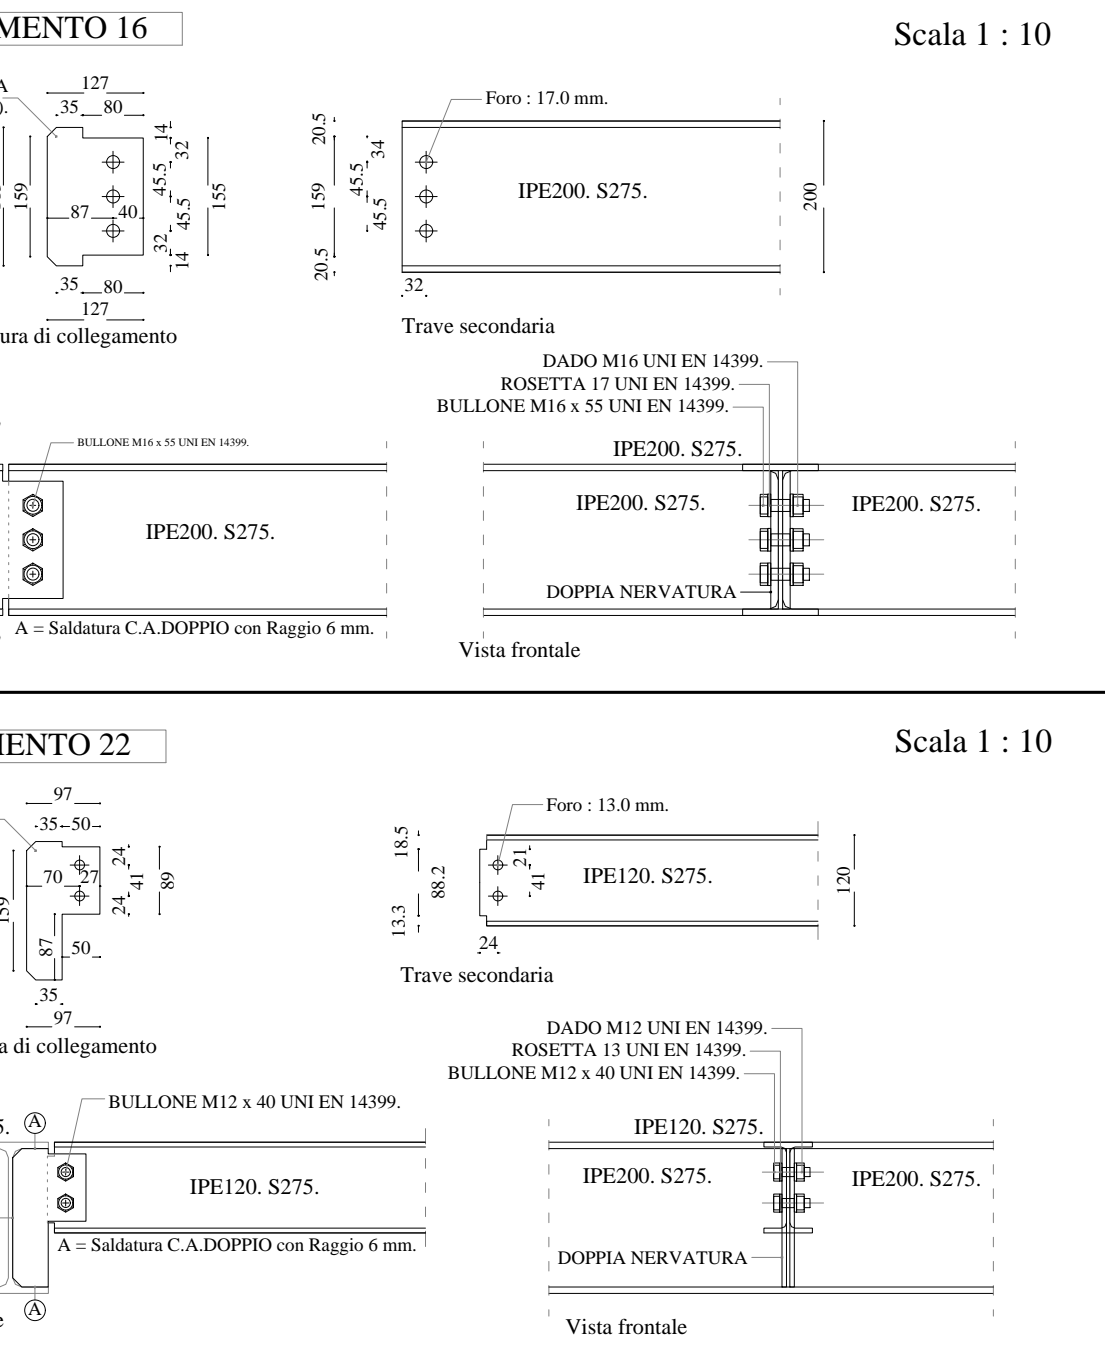 MENTO 16
Scala 1 : 10
A
127
35 80
14
32
45.5
45.5
32
14
159
155
87 40
35 80
127
ura di collegamento
Foro : 17.0 mm.
20.5
159
20.5
34
45.5
45.5
IPE200. S275.
200
32
Trave secondaria
DADO M16 UNI EN 14399.
ROSETTA 17 UNI EN 14399.
BULLONE M16 x 55 UNI EN 14399.
BULLONE M16 x 55 UNI EN 14399.
IPE200. S275.
A = Saldatura C.A.DOPPIO con Raggio 6 mm.
IPE200. S275.
IPE200. S275.
IPE200. S275.
DOPPIA NERVATURA
Vista frontale
MENTO 22
Scala 1 : 10
97
35 50
24
41
24
89
70 27
159
87
50
35
97
a di collegamento
Foro : 13.0 mm.
18.5
88.2
13.3
21
41
IPE120. S275.
120
24
Trave secondaria
DADO M12 UNI EN 14399.
ROSETTA 13 UNI EN 14399.
BULLONE M12 x 40 UNI EN 14399.
5.
A
BULLONE M12 x 40 UNI EN 14399.
IPE120. S275.
A = Saldatura C.A.DOPPIO con Raggio 6 mm.
A
e
IPE120. S275.
IPE200. S275.
IPE200. S275.
DOPPIA NERVATURA
Vista frontale